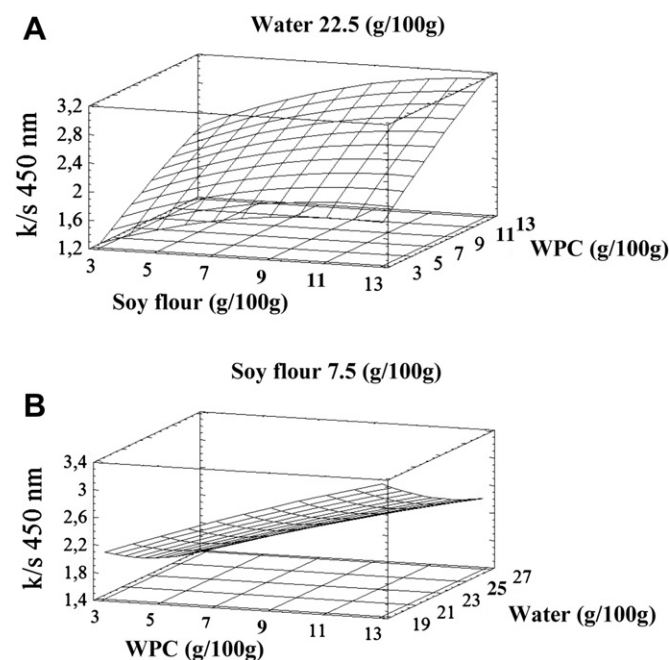 A
Water 22.5 (g/100g)
k/s 450 nm
3,2
2,8
2,4
2
1,6
1,2
3 5 7 9 11 13
Soy flour (g/100g)
3 5 7 9 11 13
WPC (g/100g)
B
Soy flour 7.5 (g/100g)
k/s 450 nm
3,4
3
2.6
2.2
1.8
1,4
3 5 7 9 11 13
WPC (g/100g)
19 21 23 25 27
Water (g/100g)